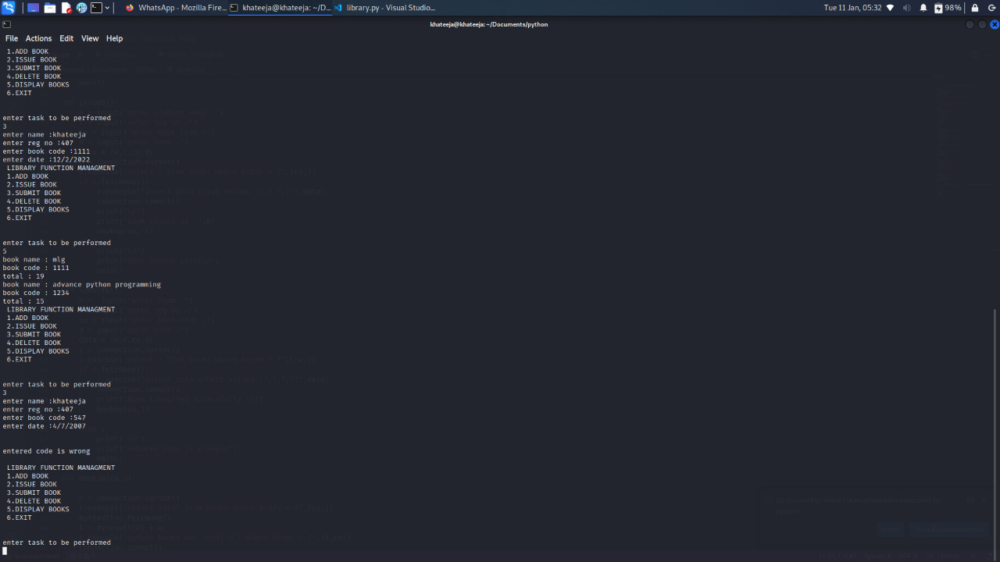 WhatsApp - Mozilla Fire...
khateeja@khateeja: ~/D...
library.py - Visual Studio...
Tue 11 Jan, 05:32
98%
khateeja@khateeja: ~/Documents/python
File Actions Edit View Help
1.ADD BOOK
2.ISSUE BOOK
3.SUBMIT BOOK
4.DELETE BOOK
5.DISPLAY BOOKS
6.EXIT
enter task to be performed
3
enter name :khateeja
enter reg no :407
enter book code :1111
enter date :12/2/2022
LIBRARY FUNCTION MANAGMENT
1.ADD BOOK
2.ISSUE BOOK
3.SUBMIT BOOK
4.DELETE BOOK
5.DISPLAY BOOKS
6.EXIT
enter task to be performed
5
book name : mlg
book code : 1111
total : 19
book name : advance python programming
book code : 1234
total : 15
LIBRARY FUNCTION MANAGMENT
1.ADD BOOK
2.ISSUE BOOK
3.SUBMIT BOOK
4.DELETE BOOK
5.DISPLAY BOOKS
6.EXIT
enter task to be performed
3
enter name :khateeja
enter reg no :407
enter book code :547
enter date :4/7/2007
entered code is wrong
LIBRARY FUNCTION MANAGMENT
1.ADD BOOK
2.ISSUE BOOK
3.SUBMIT BOOK
4.DELETE BOOK
5.DISPLAY BOOKS
6.EXIT
enter task to be performed